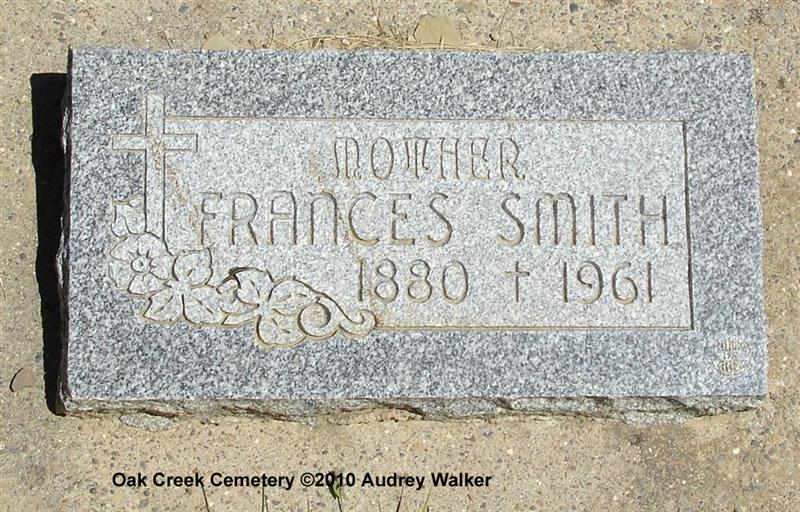 MOTHER
FRANCES SMITH
1880 † 1961
Oak Creek Cemetery ©2010 Audrey Walker